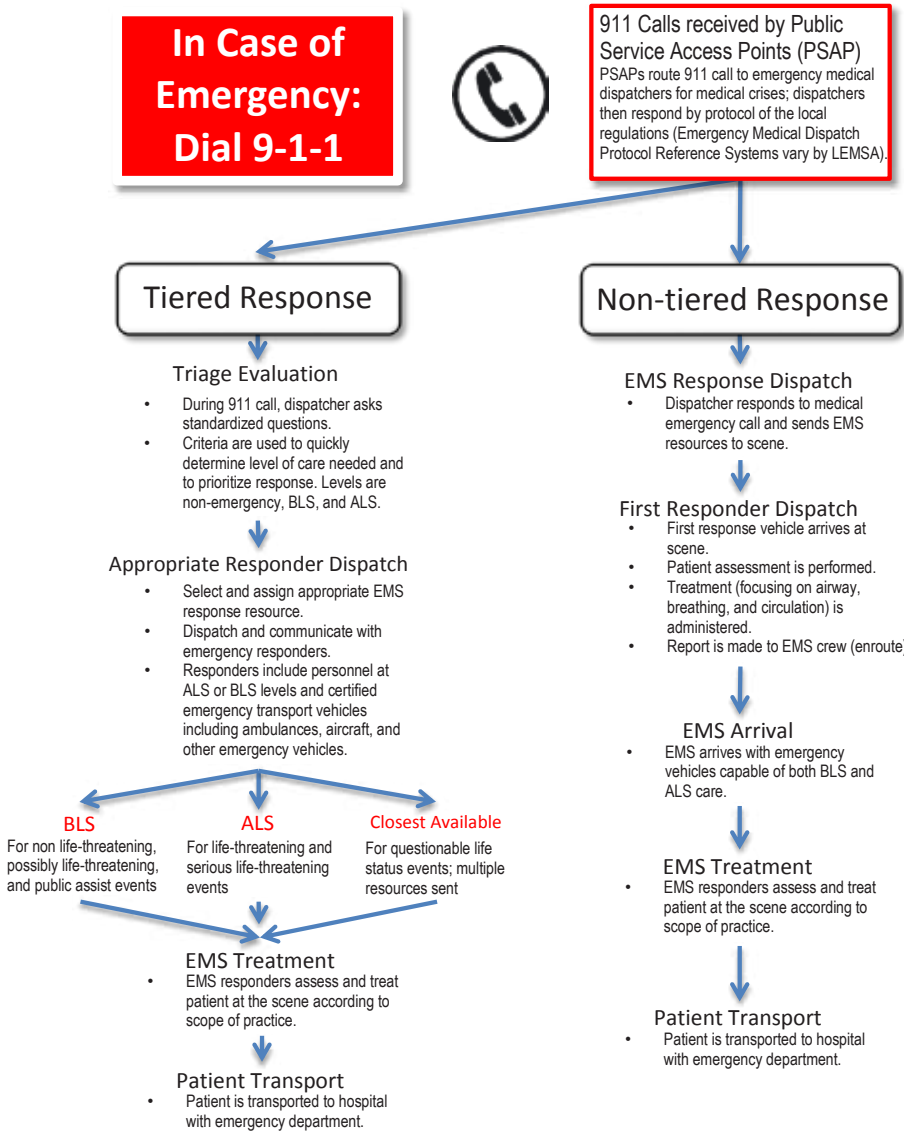 In Case of
Emergency:
Dial 9-1-1
911 Calls received by Public
Service Access Points (PSAP)
PSAPs route 911 call to emergency medical
dispatchers for medical crises; dispatchers
then respond by protocol of the local
regulations (Emergency Medical Dispatch
Protocol Reference Systems vary by LEMSA).
Tiered Response
Triage Evaluation
• During 911 call, dispatcher asks
standardized questions.
• Criteria are used to quickly
determine level of care needed and
to prioritize response. Levels are
non-emergency, BLS, and ALS.
Appropriate Responder Dispatch
• Select and assign appropriate EMS
response resource.
• Dispatch and communicate with
emergency responders.
• Responders include personnel at
ALS or BLS levels and certified
emergency transport vehicles
including ambulances, aircraft, and
other emergency vehicles.
BLS
For non life-threatening,
possibly life-threatening,
and public assist events
ALS
For life-threatening and
serious life-threatening
events
Closest Available
For questionable life
status events; multiple
resources sent
EMS Treatment
• EMS responders assess and treat
patient at the scene according to
scope of practice.
Patient Transport
• Patient is transported to hospital
with emergency department.
Non-tiered Response
EMS Response Dispatch
• Dispatcher responds to medical
emergency call and sends EMS
resources to scene.
First Responder Dispatch
• First response vehicle arrives at
scene.
• Patient assessment is performed.
• Treatment (focusing on airway,
breathing, and circulation) is
administered.
• Report is made to EMS crew (enroute)
EMS Arrival
• EMS arrives with emergency
vehicles capable of both BLS and
ALS care.
EMS Treatment
• EMS responders assess and treat
patient at the scene according to
scope of practice.
Patient Transport
• Patient is transported to hospital
with emergency department.